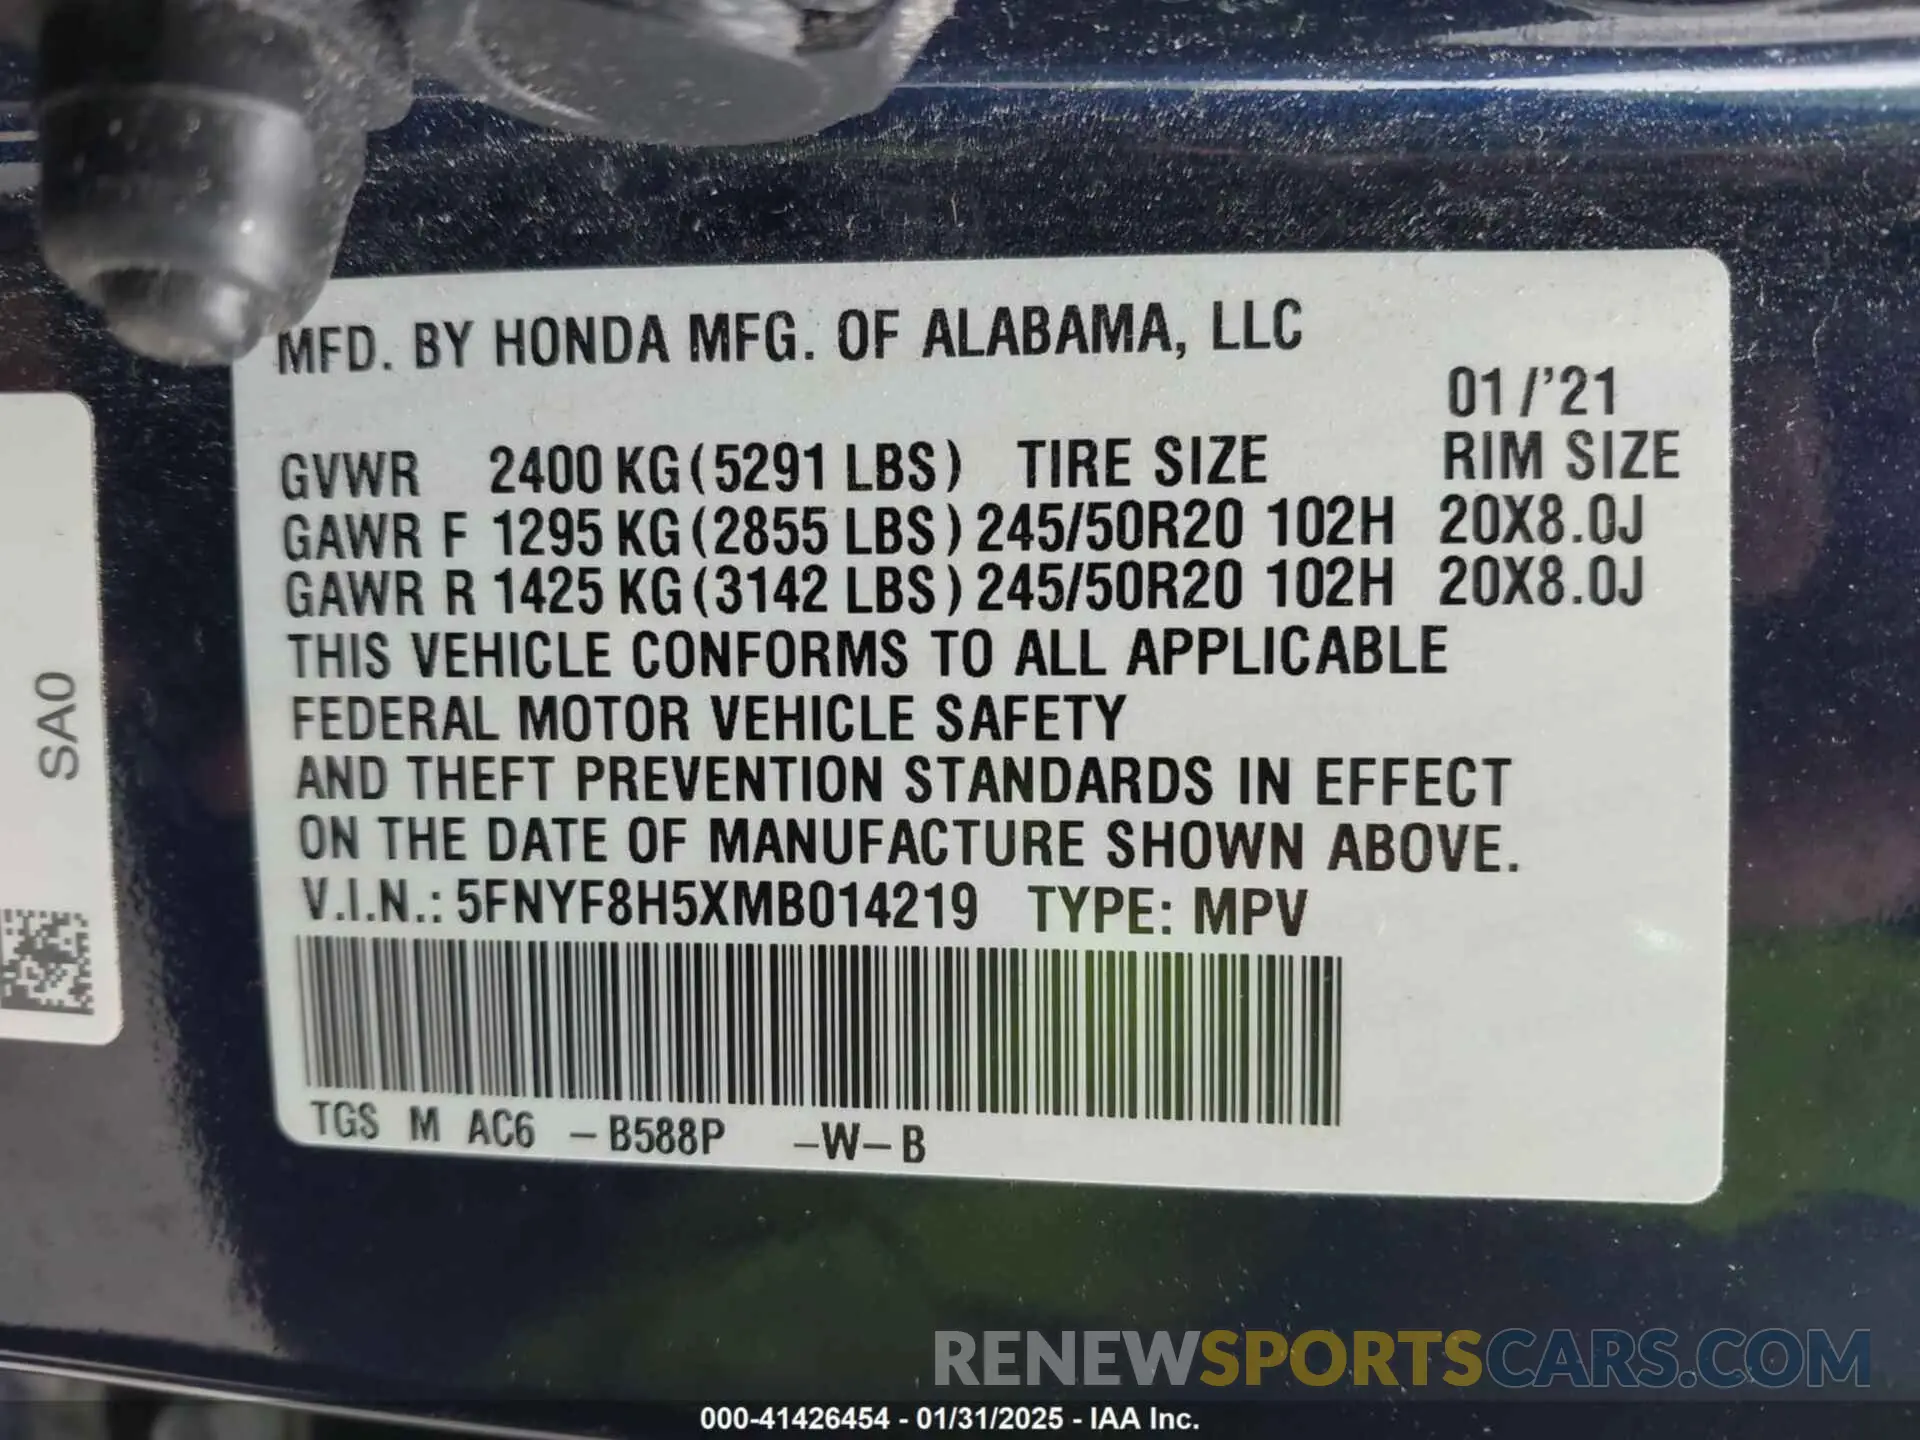 MFD. BY HONDA MFG. OF ALABAMA, LLC
01/'21
GVWR 2400 KG (5291 LBS) TIRE SIZE RIM SIZE
GAWR F 1295 KG (2855 LBS) 245/50R20 102H 20X8.0J
GAWR R 1425 KG (3142 LBS) 245/50R20 102H 20X8.0J
THIS VEHICLE CONFORMS TO ALL APPLICABLE
FEDERAL MOTOR VEHICLE SAFETY
AND THEFT PREVENTION STANDARDS IN EFFECT
ON THE DATE OF MANUFACTURE SHOWN ABOVE.
V.I.N.: 5FNYF8H5XMB014219 TYPE: MPV
TGS M AC6 – B588P –W– B
SA0
RENEWSPORTSCARS.COM
000-41426454 - 01/31/2025 - IAA Inc.